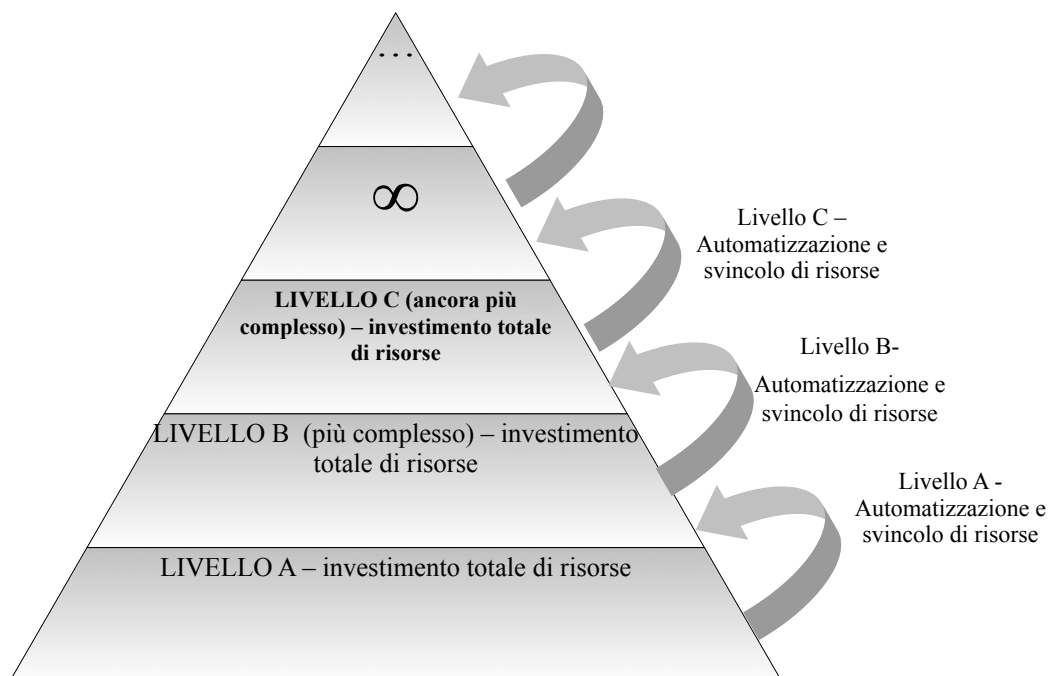 …
∞
LIVELLO C (ancora più
complesso) – investimento totale
di risorse
LIVELLO B  (più complesso) – investimento
totale di risorse
LIVELLO A – investimento totale di risorse
Livello C –
Automatizzazione e
svincolo di risorse
Livello B-
Automatizzazione e
svincolo di risorse
Livello A -
Automatizzazione e
svincolo di risorse